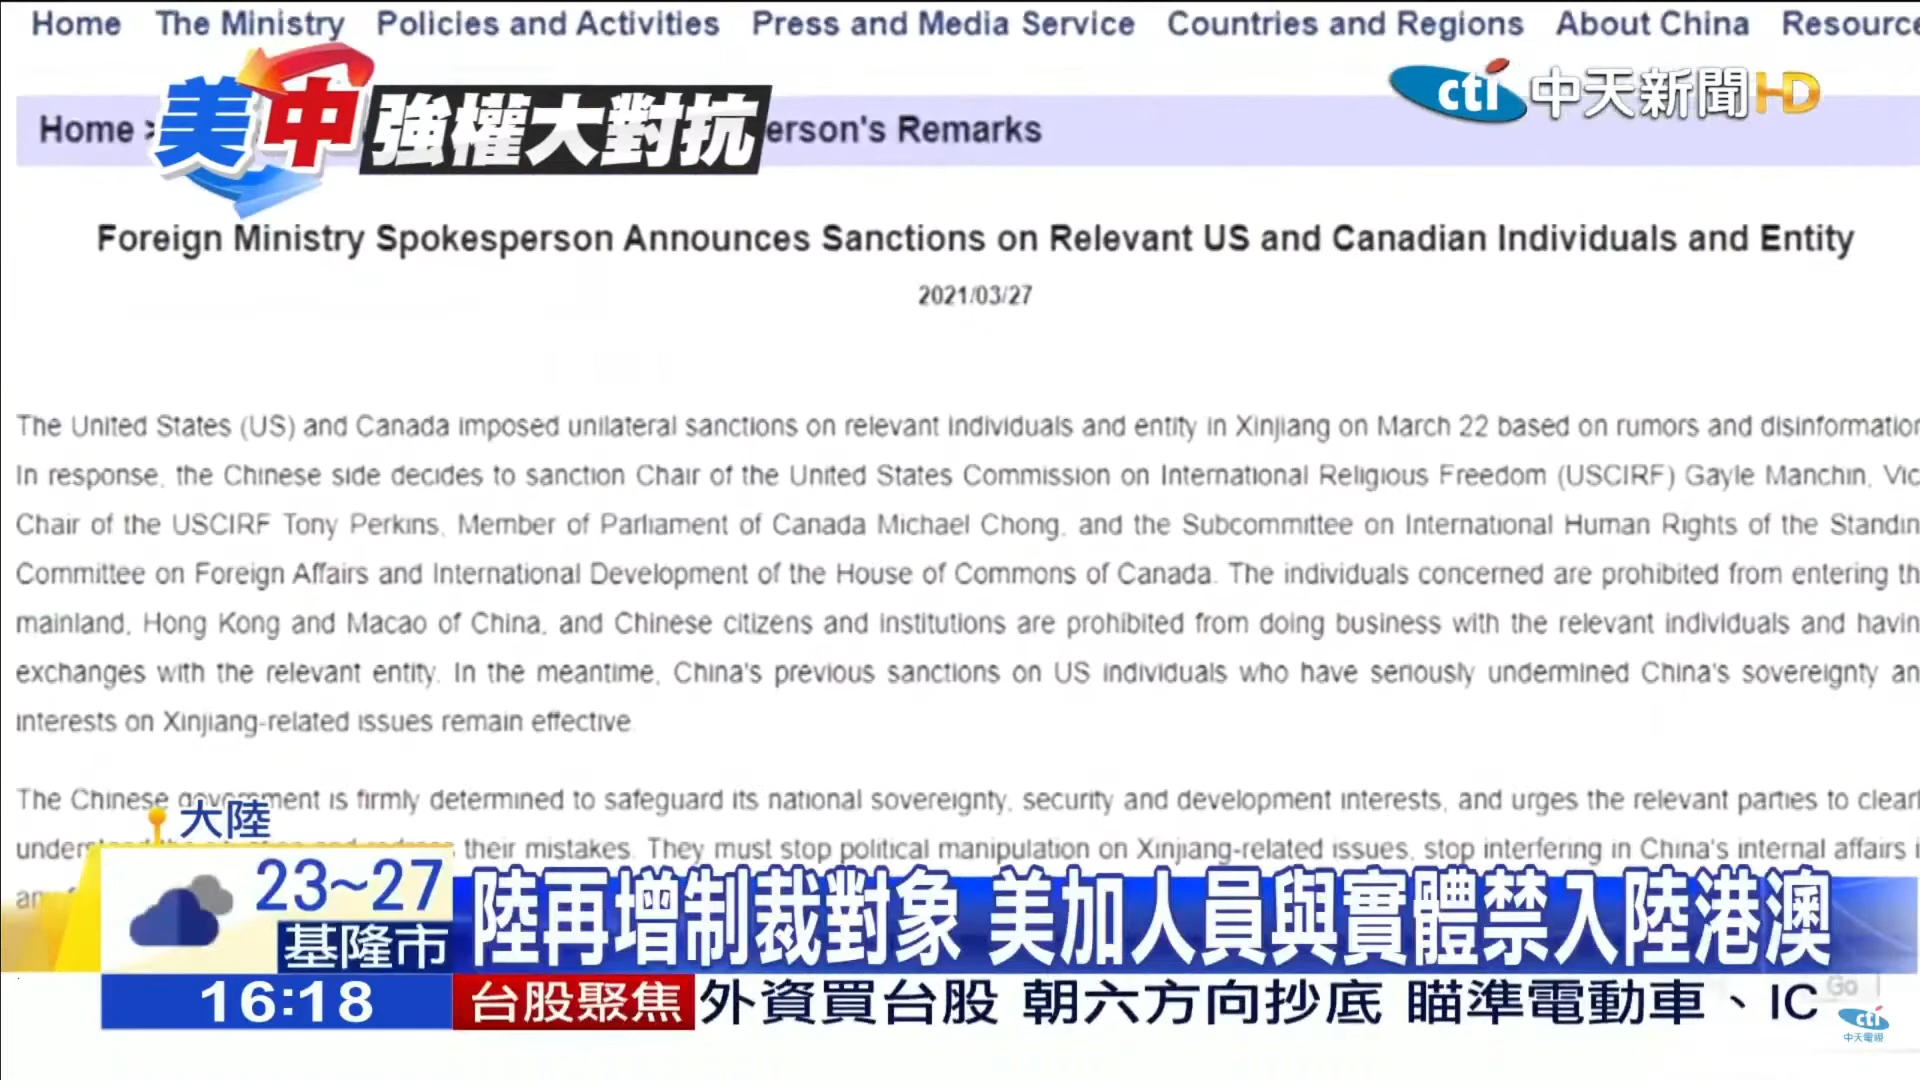 Home The Ministry Policies and Activities Press and Media Service Countries and Regions About China Resource
美中強權大對抗
cti 中天新聞HD
Home > erson's Remarks
Foreign Ministry Spokesperson Announces Sanctions on Relevant US and Canadian Individuals and Entity
2021/03/27
The United States (US) and Canada imposed unilateral sanctions on relevant individuals and entity in Xinjiang on March 22 based on rumors and disinformation
In response, the Chinese side decides to sanction Chair of the United States Commission on International Religious Freedom (USCIRF) Gayle Manchin, Vic
Chair of the USCIRF Tony Perkins, Member of Parliament of Canada Michael Chong, and the Subcommittee on International Human Rights of the Standin
Committee on Foreign Affairs and International Development of the House of Commons of Canada. The individuals concerned are prohibited from entering th
mainland, Hong Kong and Macao of China, and Chinese citizens and institutions are prohibited from doing business with the relevant individuals and havin
exchanges with the relevant entity. In the meantime, China's previous sanctions on US individuals who have seriously undermined China's sovereignty an
interests on Xinjiang-related issues remain effective
The Chinese government is firmly determined to safeguard its national sovereignty, security and development interests, and urges the relevant parties to clearl
大陸
their mistakes. They must stop political manipulation on Xinjiang-related issues, stop interfering in China's internal affairs i
23~27
基隆市
陸再增制裁對象 美加人員與實體禁入陸港澳
16:18
台股聚焦 外資買台股 朝六方向抄底 瞄準電動車、IC
Go
cti
中天電視